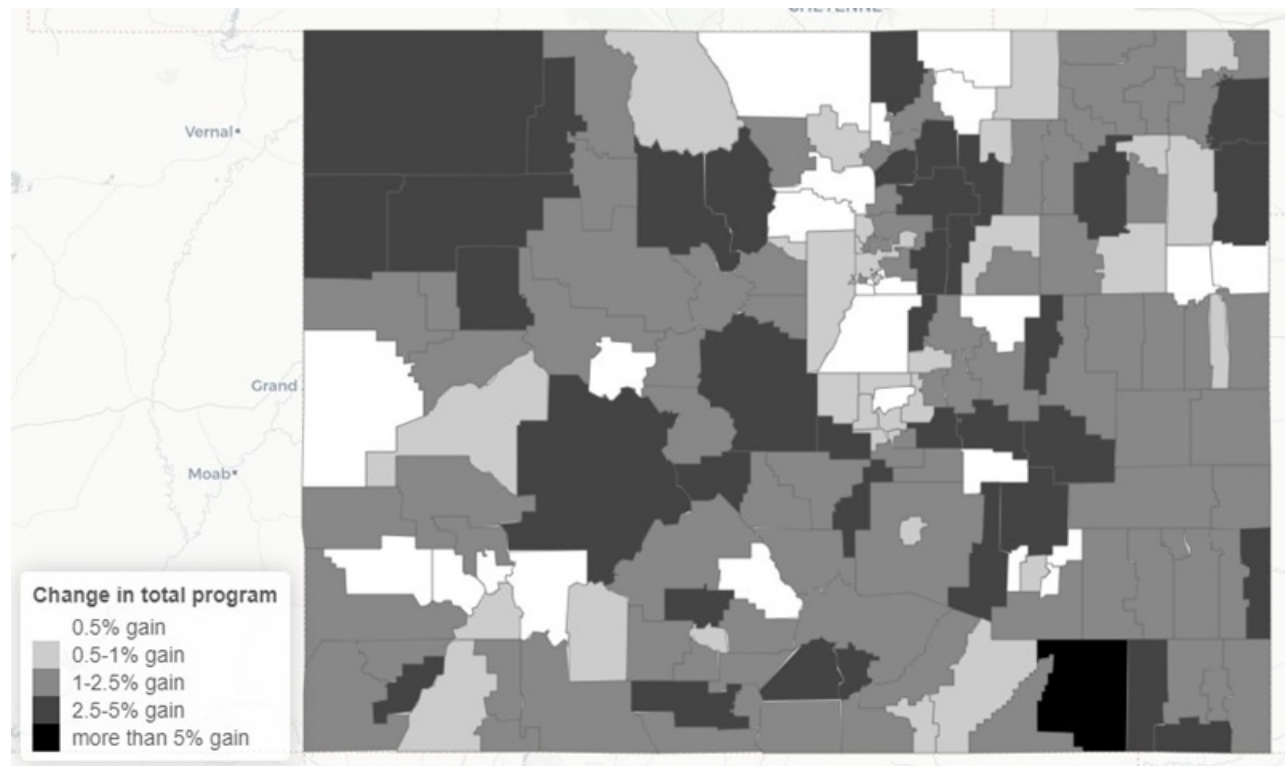 CHEYENNE
Vernal
Grand
Moab
Change in total program
0.5% gain
0.5-1% gain
1-2.5% gain
2.5-5% gain
more than 5% gain